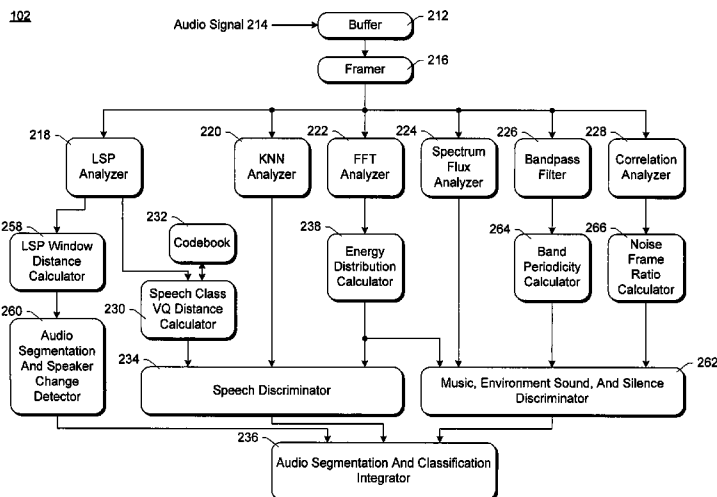 102
Audio Signal 214
Buffer
212
Framer
216
218
LSP
Analyzer
220
KNN
Analyzer
222
FFT
Analyzer
224
Spectrum
Flux
Analyzer
226
Bandpass
Filter
228
Correlation
Analyzer
258
LSP Window
Distance
Calculator
232
Codebook
238
Energy
Distribution
Calculator
264
Band
Periodicity
Calculator
266
Noise
Frame
Ratio
Calculator
260
Audio
Segmentation
And Speaker
Change
Detector
230
Speech Class
VQ Distance
Calculator
234
Speech Discriminator
Music, Environment Sound, And Silence
Discriminator
262
236
Audio Segmentation And Classification
Integrator